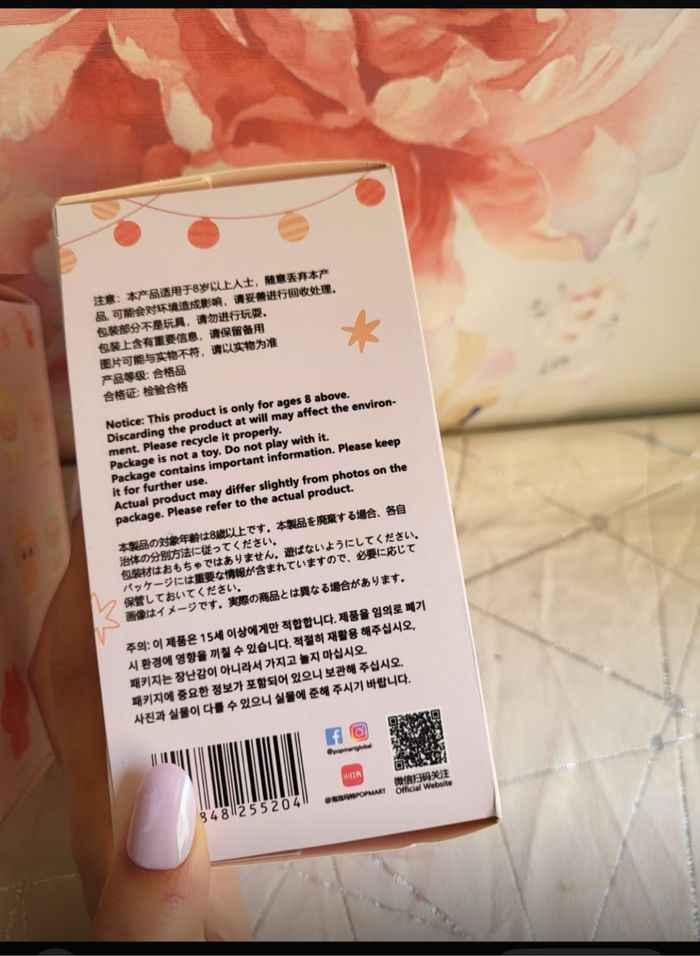 注意：本产品适用于8岁以上人士，随意丢弃本产
品, 可能会对环境造成影响，请妥善进行回收处理。
包装部分不是玩具，请勿进行玩耍。
包装上含有重要信息，请保留备用
图片可能与实物不符，请以实物为准
产品等级: 合格品
合格证: 检验合格
Notice: This product is only for ages 8 above.
Discarding the product at will may affect the environ-
ment. Please recycle it properly.
Package is not a toy. Do not play with it.
Package contains important information. Please keep
it for further use.
Actual product may differ slightly from photos on the
package. Please refer to the actual product.
本製品の対象年齢は8歳以上です。本製品を廃棄する場合、各自
治体の分別方法に従ってください。
包装材はおもちゃではありません。遊ばないようにしてください。
パッケージには重要な情報が含まれていますので、必要に応じて
保管しておいてください。
画像はイメージです。実際の商品とは異なる場合があります。
주의: 이 제품은 15세 이상에게만 적합합니다. 제품을 임의로 폐기
시 환경에 영향을 끼칠 수 있습니다. 적절히 재활용 해주십시오,
패키지는 장난감이 아니라서 가지고 놀지 마십시오.
패키지에 중요한 정보가 포함되어 있으니 보관해 주십시오.
사진과 실물이 다를 수 있으니 실물에 준해 주시기 바랍니다.
848 255204
@popmartglobal
小红书
@泡泡玛特POPMART
微信扫码关注
Official Website